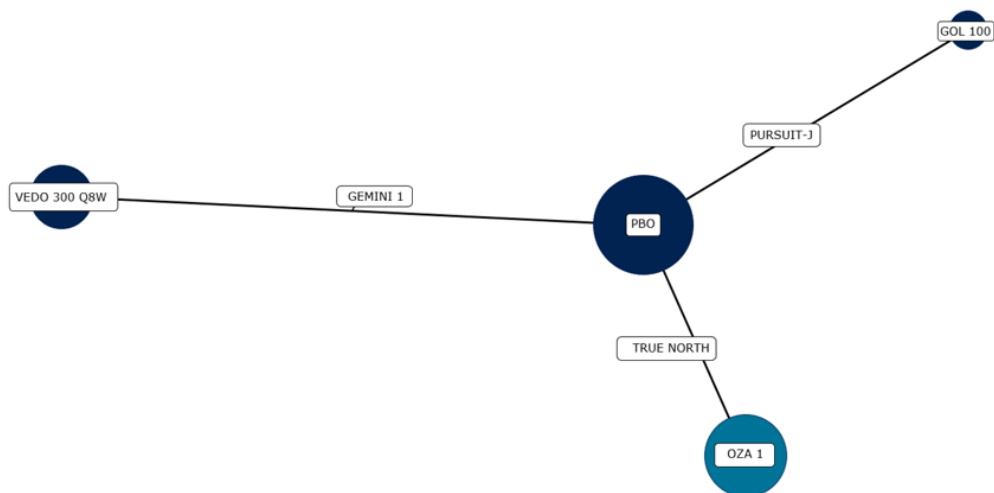 GOL 100
PURSUIT-J
VEDO 300 Q8W
GEMINI 1
PBO
TRUE NORTH
OZA 1